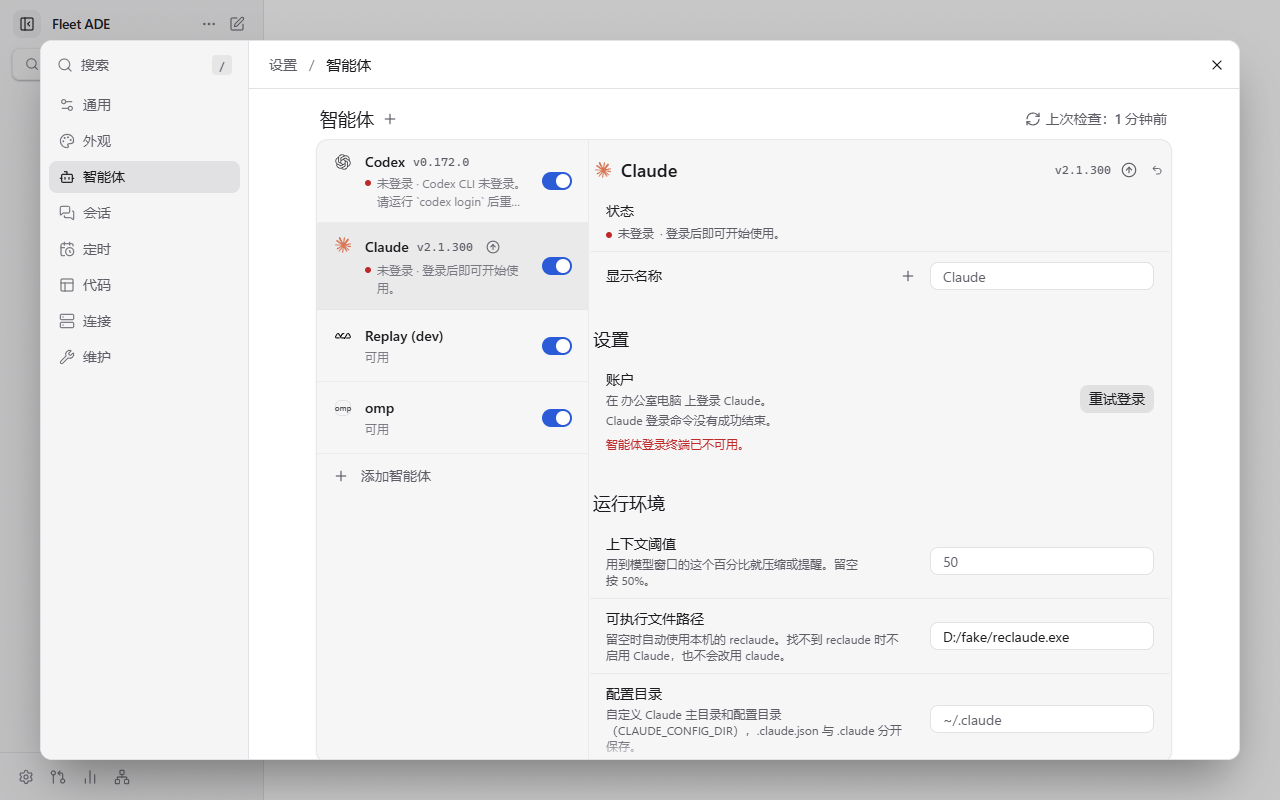 Fleet ADE
搜索
/
通用
外观
智能体
会话
定时
代码
连接
维护
设置 / 智能体
智能体
上次检查：1 分钟前
Codex v0.172.0
未登录 · Codex CLI 未登录。
请运行 `codex login` 后重...
Claude v2.1.300
未登录 · 登录后即可开始使
用。
Replay (dev)
可用
omp
omp
可用
添加智能体
Claude
v2.1.300
状态
未登录 · 登录后即可开始使用。
显示名称
Claude
设置
账户
在 办公室电脑 上登录 Claude。
Claude 登录命令没有成功结束。
智能体登录终端已不可用。
重试登录
运行环境
上下文阈值
用到模型窗口的这个百分比就压缩或提醒。留空
按 50%。
50
可执行文件路径
留空时自动使用本机的 reclaude。找不到 reclaude 时不
启用 Claude，也不会改用 claude。
D:/fake/reclaude.exe
配置目录
自定义 Claude 主目录和配置目录
（CLAUDE_CONFIG_DIR），.claude.json 与 .claude 分开
保存。
~/.claude